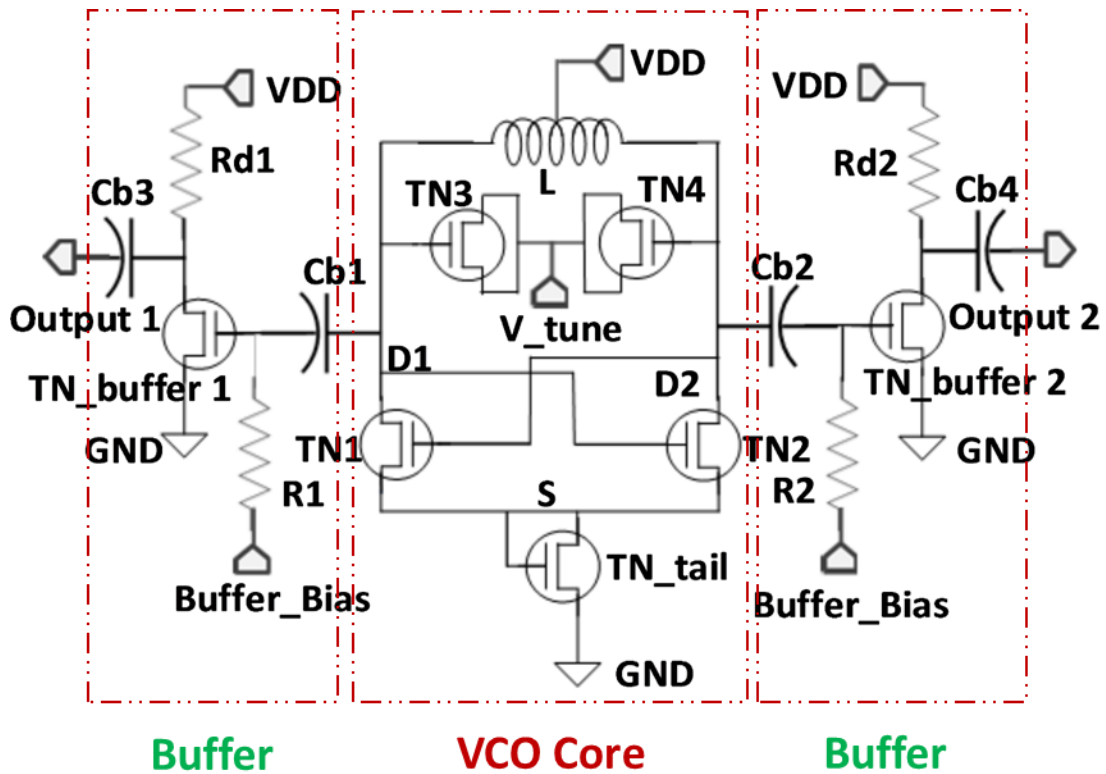 VDD
VDD
VDD
Rd1
Rd2
L
TN3
TN4
Cb3
Cb4
Cb1
Cb2
Output 1
Output 2
V_tune
TN_buffer 1
TN_buffer 2
D1
D2
GND
GND
TN1
TN2
R1
R2
S
TN_tail
Buffer_Bias
Buffer_Bias
GND
Buffer
VCO Core
Buffer